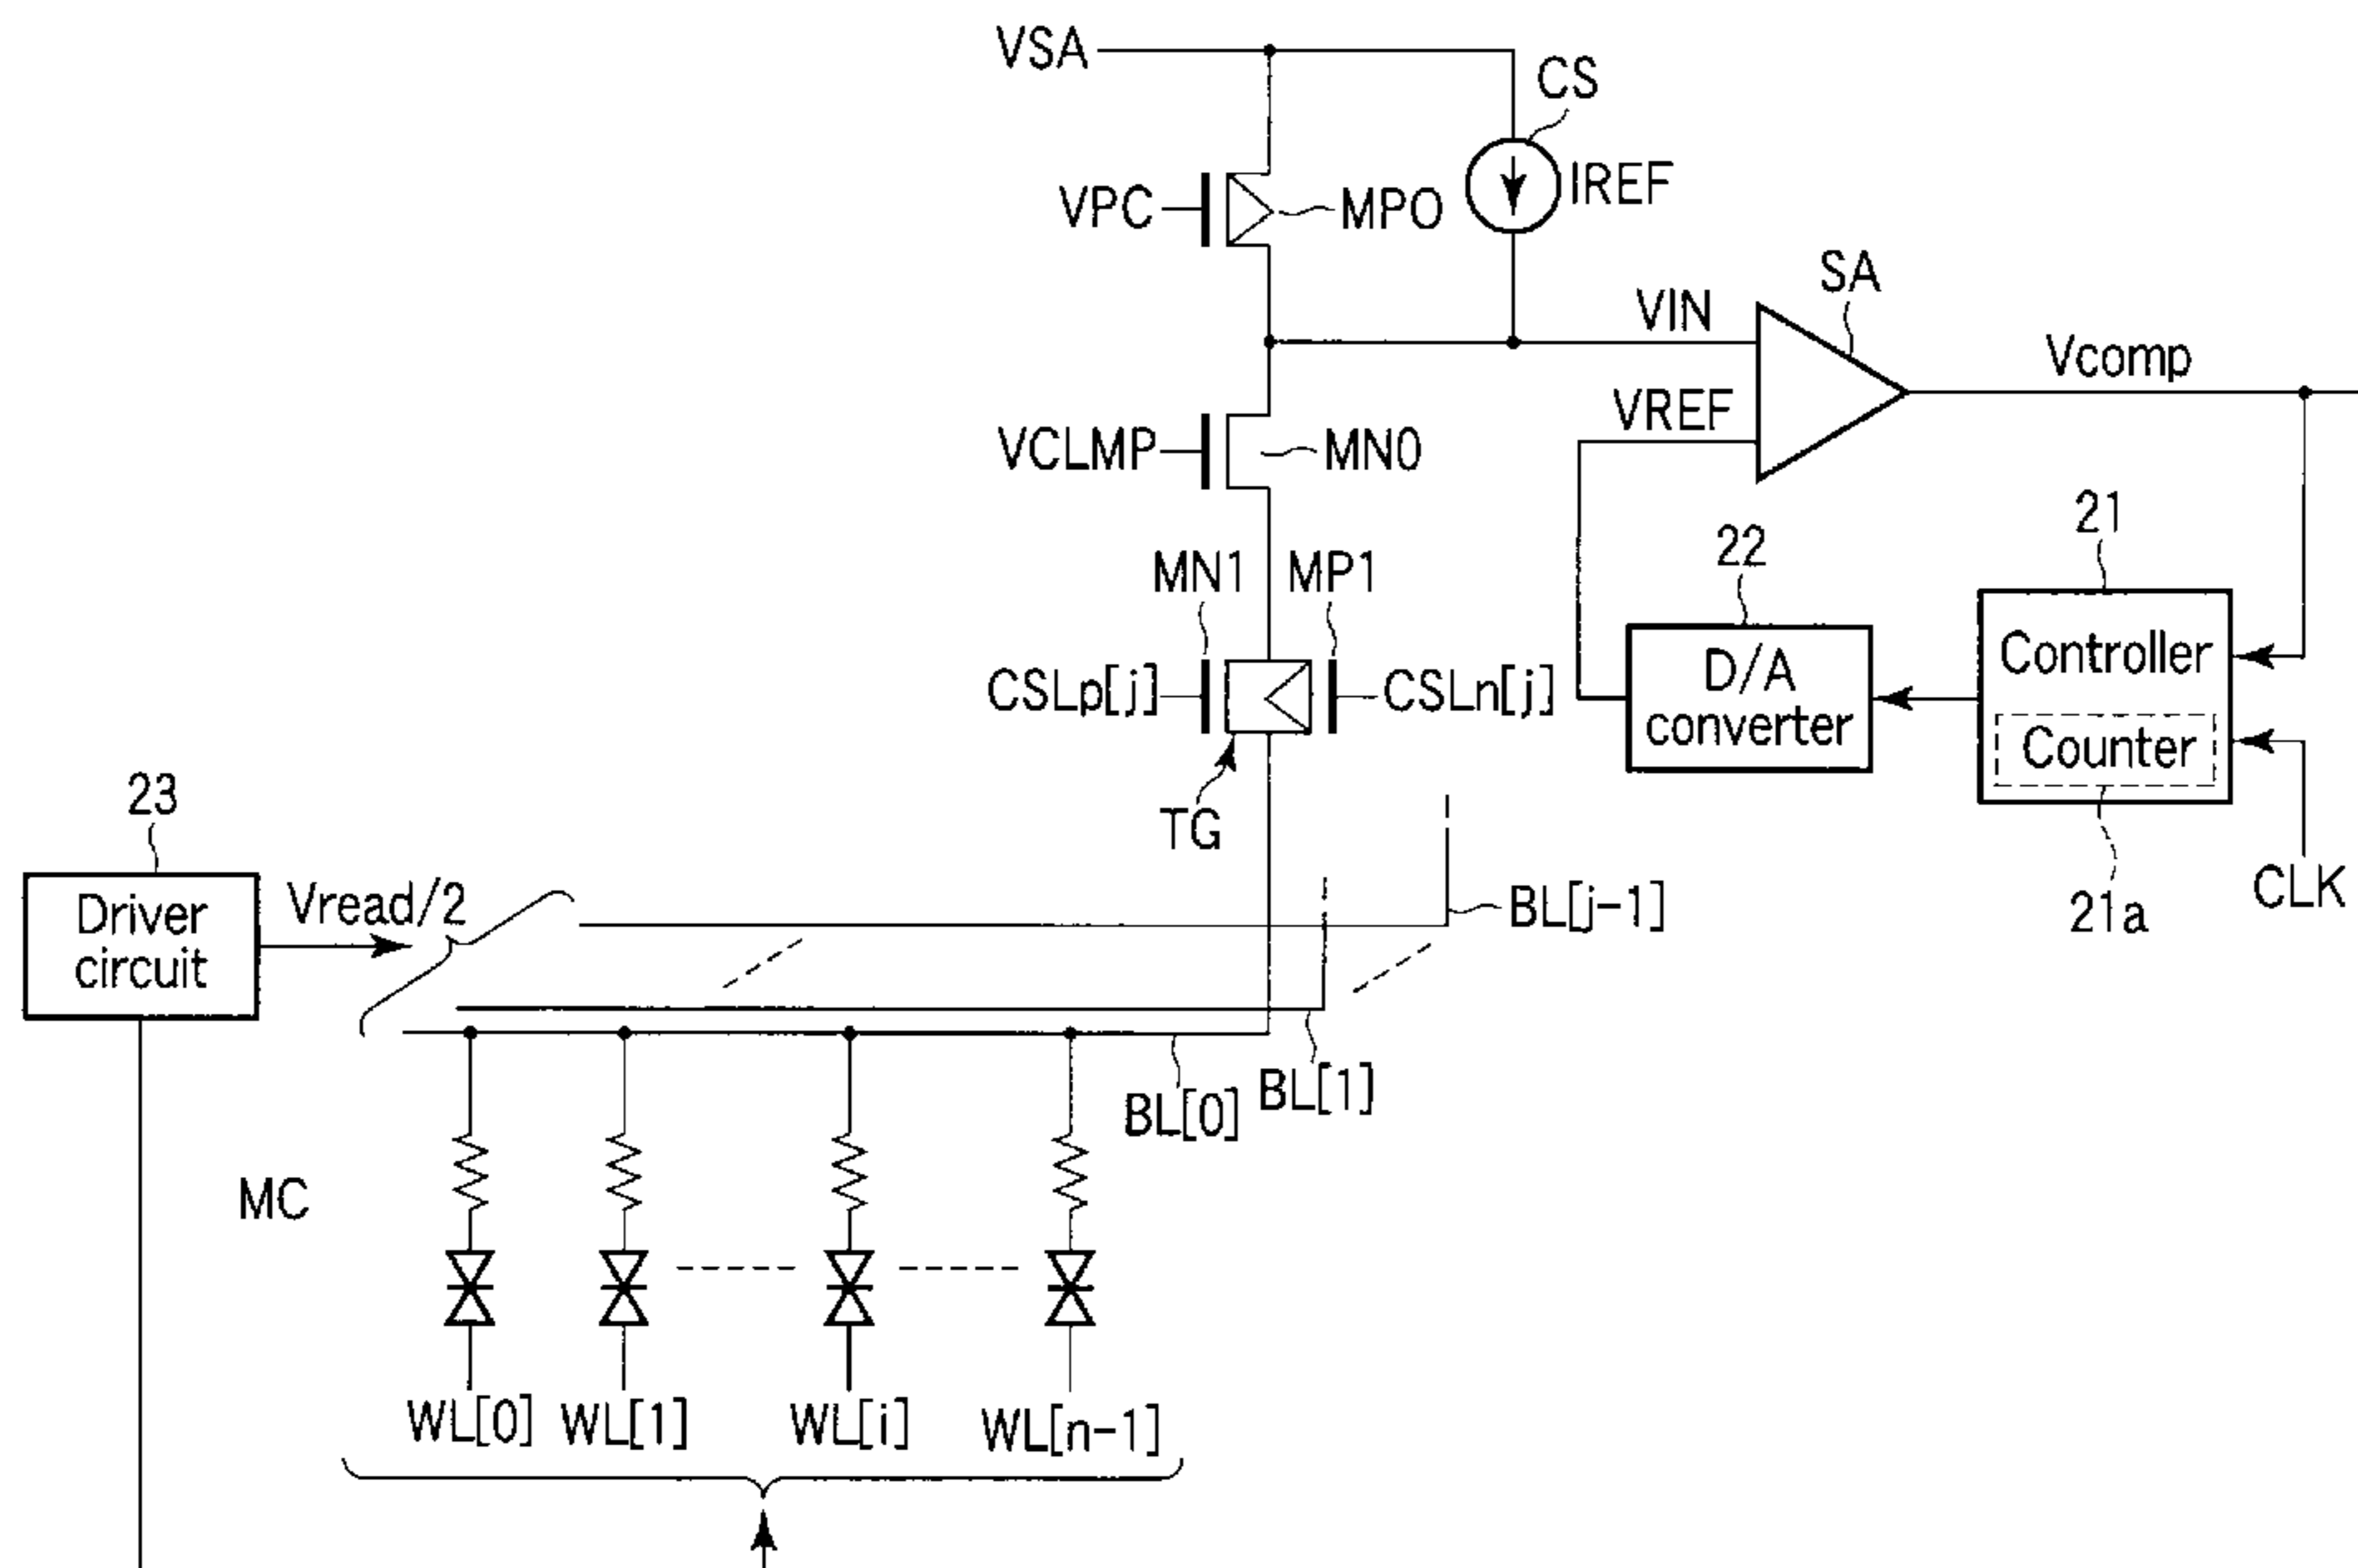 VSA
CS
VPC
MP0
IREF
VIN
SA
Vcomp
VREF
VCLMP
MN0
MN1
MP1
22
21
CSLp[j]
CSLn[j]
D/A
converter
Controller
Counter
TG
23
Driver
circuit
Vread/2
BL[j-1]
21a
CLK
BL[0]
BL[1]
MC
WL[0]
WL[1]
WL[i]
WL[n-1]